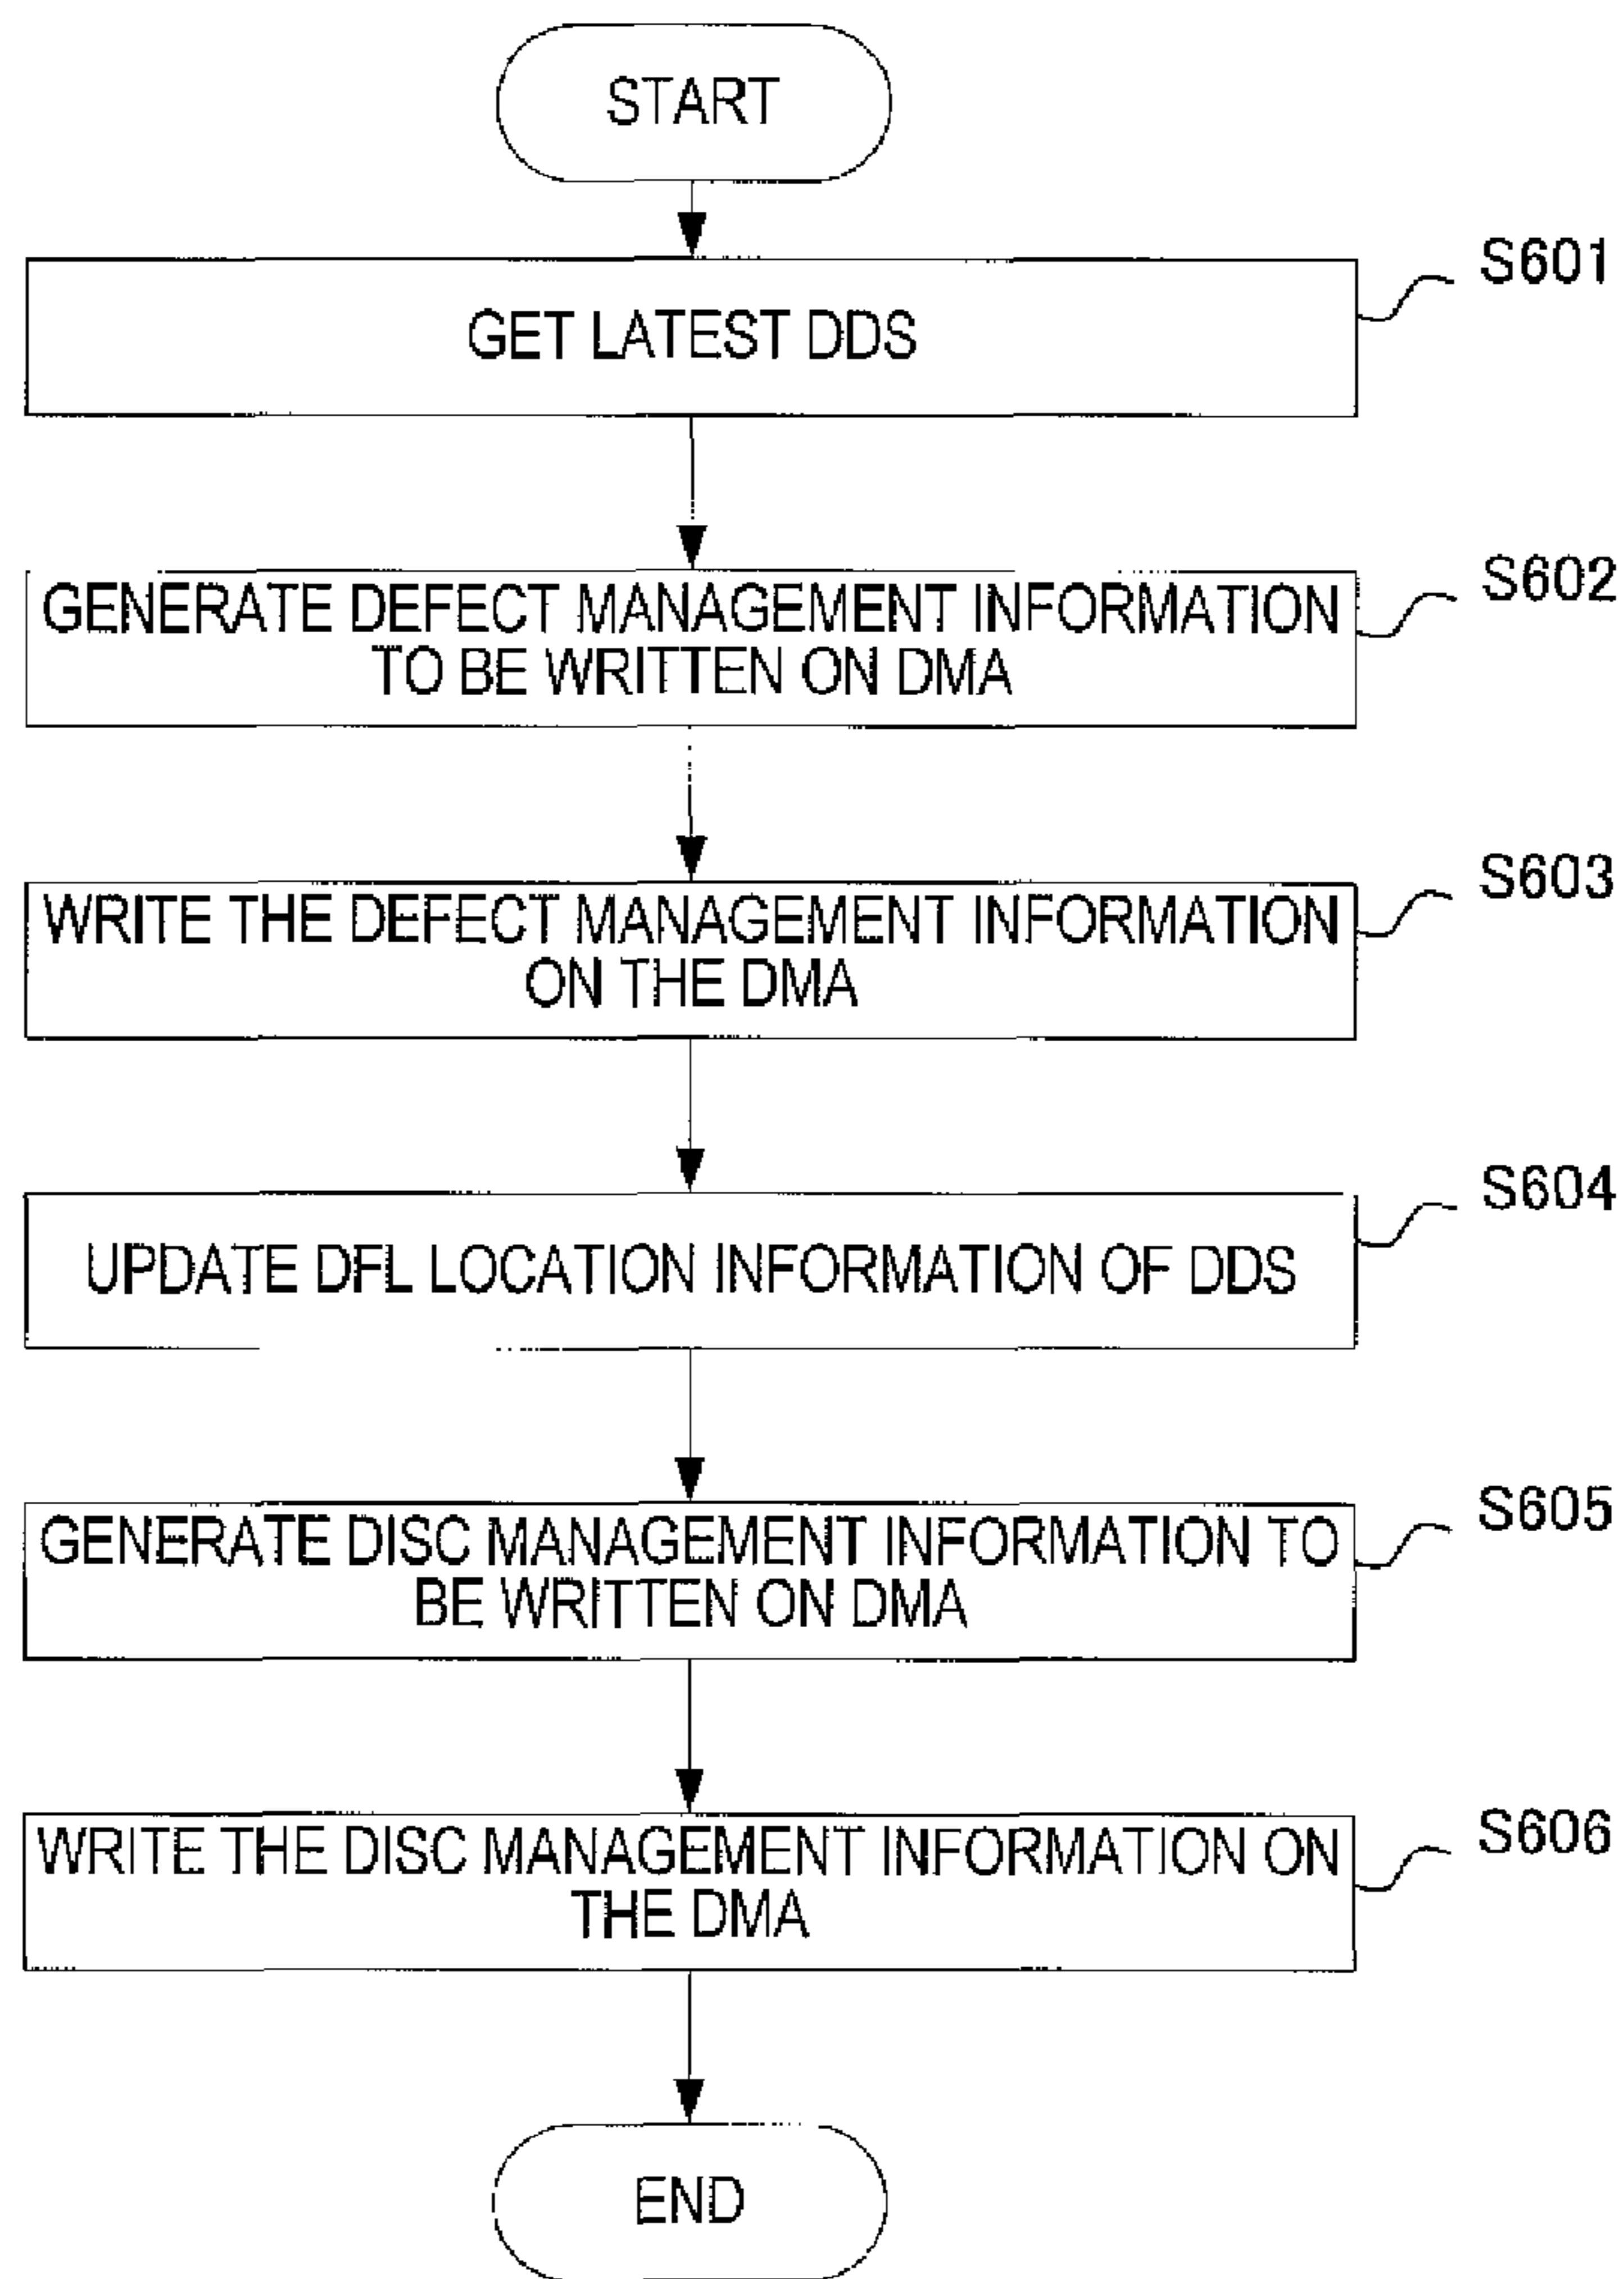 START
S601
GET LATEST DDS
S602
GENERATE DEFECT MANAGEMENT INFORMATION
TO BE WRITTEN ON DMA
S603
WRITE THE DEFECT MANAGEMENT INFORMATION
ON THE DMA
S604
UPDATE DFL LOCATION INFORMATION OF DDS
S605
GENERATE DISC MANAGEMENT INFORMATION TO
BE WRITTEN ON DMA
S606
WRITE THE DISC MANAGEMENT INFORMATION ON
THE DMA
END